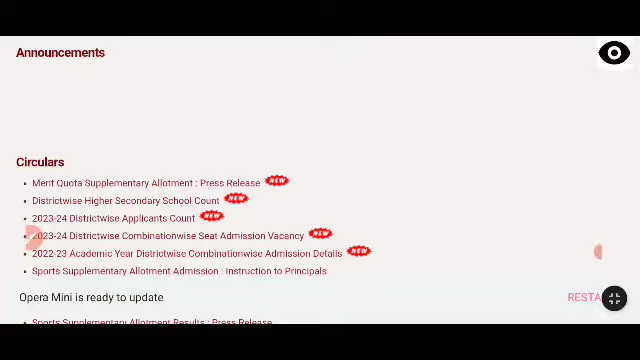 Announcements
Circulars
Merit Quota Supplementary Allotment : Press Release NEW
Districtwise Higher Secondary School Count NEW
2023-24 Districtwise Applicants Count NEW
2023-24 Districtwise Combinationwise Seat Admission Vacancy NEW
2022-23 Academic Year Districtwise Combinationwise Admission Details NEW
Sports Supplementary Allotment Admission : Instruction to Principals
Opera Mini is ready to update RESTA
Sports Supplementary Allotment Results : Press Release